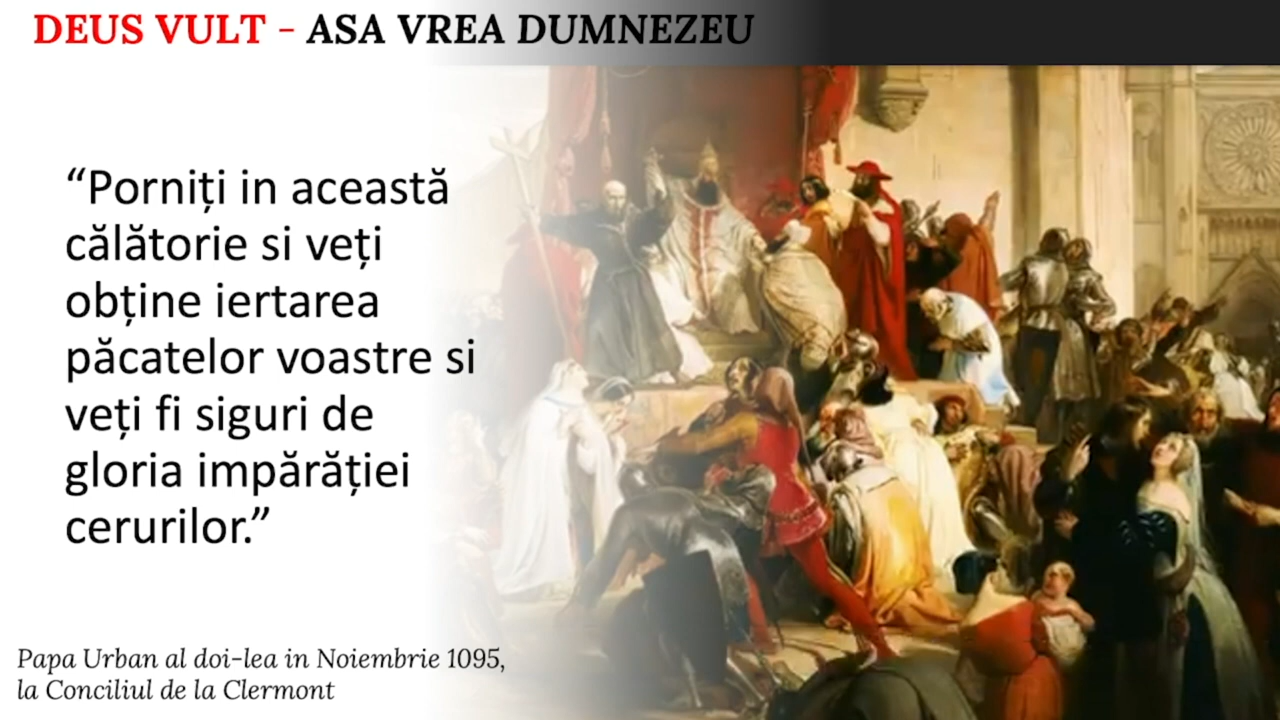 DEUS VULT - ASA VREA DUMNEZEU
“Porniți in această
călătorie si veți
obține iertarea
păcatelor voastre si
veți fi siguri de
gloria impărăției
cerurilor.”
Papa Urban al doi-lea in Noiembrie 1095,
la Conciliul de la Clermont